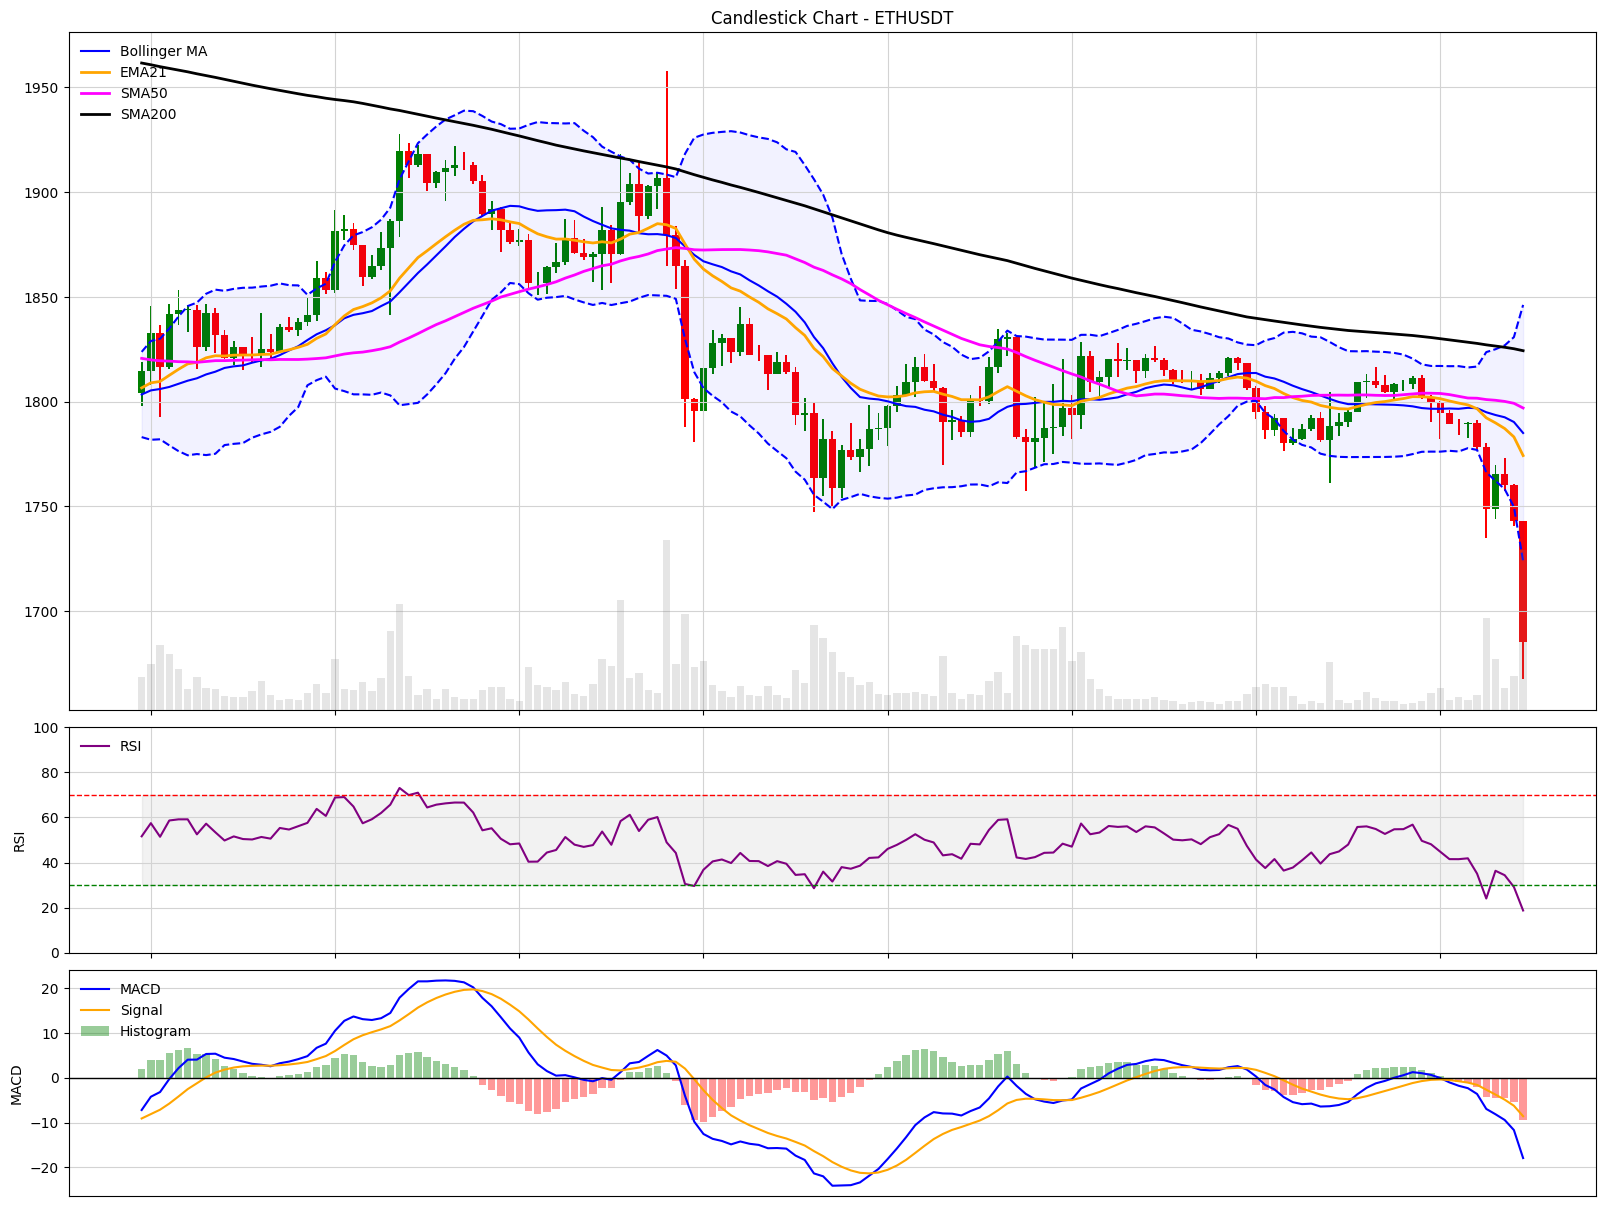 Candlestick Chart - ETHUSDT
Bollinger MA
EMA21
SMA50
SMA200
1950
1900
1850
1800
1750
1700
RSI
100
80
60
40
20
0
RSI
MACD
Signal
Histogram
20
10
0
−10
−20
MACD